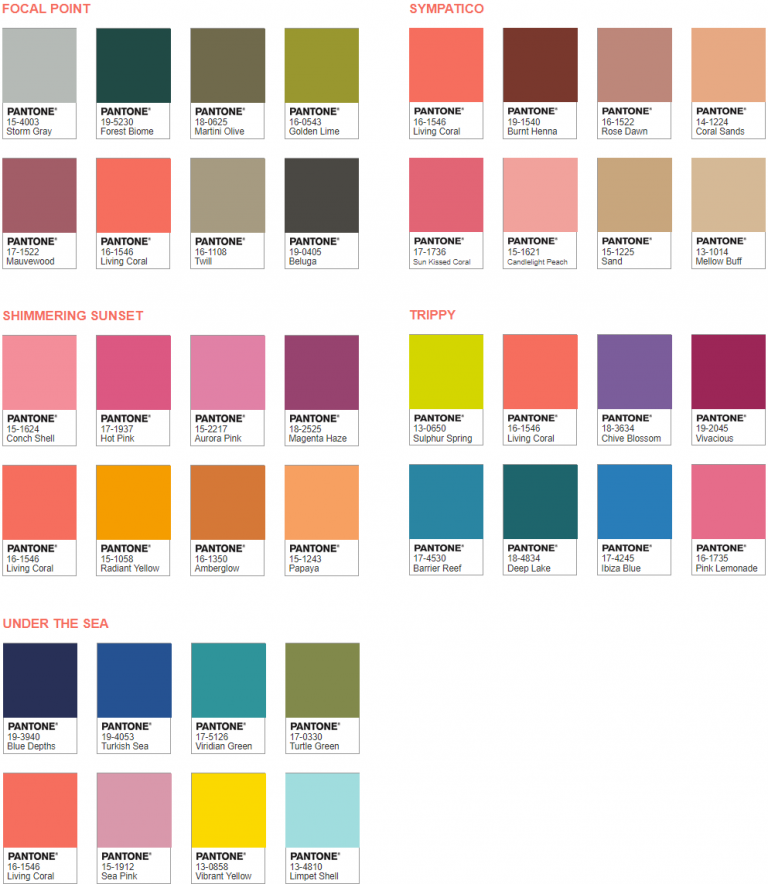 FOCAL POINT
PANTONE®
15-4003
Storm Gray
PANTONE®
19-5230
Forest Biome
PANTONE®
18-0625
Martini Olive
PANTONE®
16-0543
Golden Lime
PANTONE®
17-1522
Mauvewood
PANTONE®
16-1546
Living Coral
PANTONE®
16-1108
Twill
PANTONE®
19-0405
Beluga
SYMPATICO
PANTONE®
16-1546
Living Coral
PANTONE®
19-1540
Burnt Henna
PANTONE®
16-1522
Rose Dawn
PANTONE®
14-1224
Coral Sands
PANTONE®
17-1736
Sun Kissed Coral
PANTONE®
15-1621
Candlelight Peach
PANTONE®
15-1225
Sand
PANTONE®
13-1014
Mellow Buff
SHIMMERING SUNSET
PANTONE®
15-1624
Conch Shell
PANTONE®
17-1937
Hot Pink
PANTONE®
15-2217
Aurora Pink
PANTONE®
18-2525
Magenta Haze
PANTONE®
16-1546
Living Coral
PANTONE®
15-1058
Radiant Yellow
PANTONE®
16-1350
Amberglow
PANTONE®
15-1243
Papaya
TRIPPY
PANTONE®
13-0650
Sulphur Spring
PANTONE®
16-1546
Living Coral
PANTONE®
18-3634
Chive Blossom
PANTONE®
19-2045
Vivacious
PANTONE®
17-4530
Barrier Reef
PANTONE®
18-4834
Deep Lake
PANTONE®
17-4245
Ibiza Blue
PANTONE®
16-1735
Pink Lemonade
UNDER THE SEA
PANTONE®
19-3940
Blue Depths
PANTONE®
19-4053
Turkish Sea
PANTONE®
17-5126
Viridian Green
PANTONE®
17-0330
Turtle Green
PANTONE®
16-1546
Living Coral
PANTONE®
15-1912
Sea Pink
PANTONE®
13-0858
Vibrant Yellow
PANTONE®
13-4810
Limpet Shell